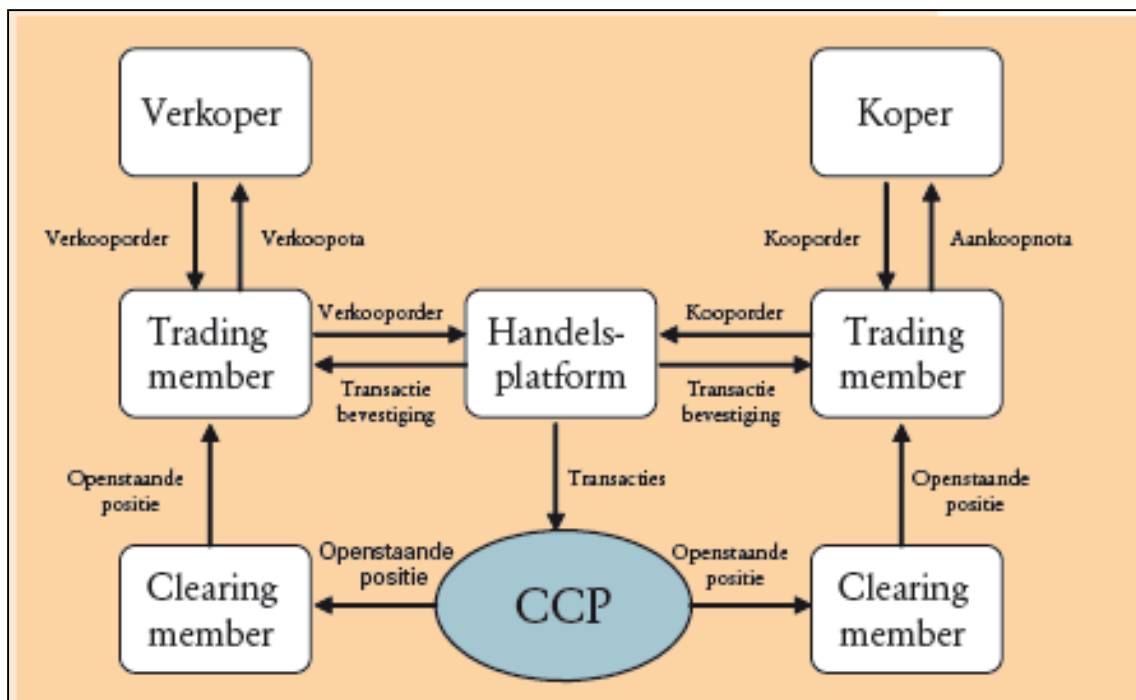 Verkoper
Koper
Verkooporder
Verkoopota
Kooporder
Aankoopnota
Trading
member
Verkooporder
Transactie
bevestiging
Handels-
platform
Kooporder
Transactie
bevestiging
Trading
member
Openstaande
positie
Transacties
Openstaande
positie
Clearing
member
Openstaande
positie
CCP
Openstaande
positie
Clearing
member